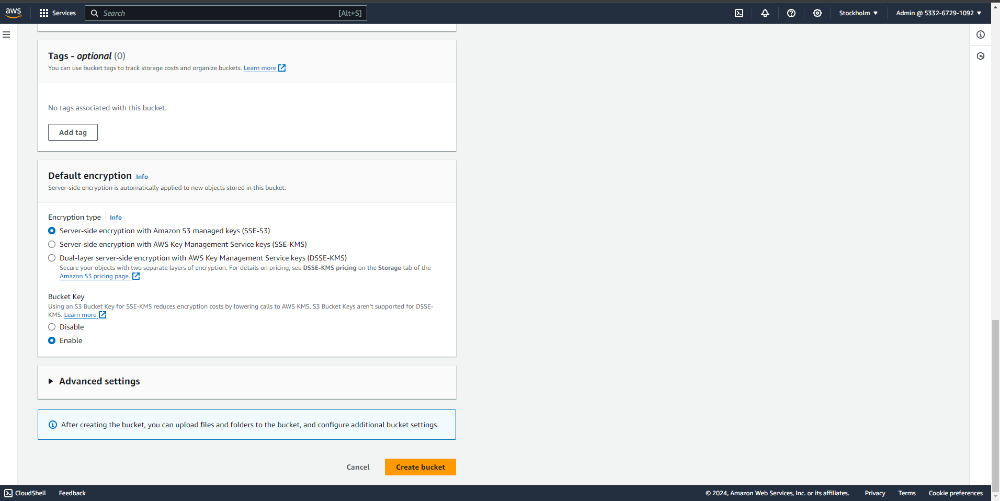 aws
Services
Search
[Alt+S]
Stockholm
Admin @ 5332-6729-1092
Tags - optional (0)
You can use bucket tags to track storage costs and organize buckets. Learn more
No tags associated with this bucket.
Add tag
Default encryption Info
Server-side encryption is automatically applied to new objects stored in this bucket.
Encryption type Info
Server-side encryption with Amazon S3 managed keys (SSE-S3)
Server-side encryption with AWS Key Management Service keys (SSE-KMS)
Dual-layer server-side encryption with AWS Key Management Service keys (DSSE-KMS)
Secure your objects with two separate layers of encryption. For details on pricing, see DSSE-KMS pricing on the Storage tab of the
Amazon S3 pricing page.
Bucket Key
Using an S3 Bucket Key for SSE-KMS reduces encryption costs by lowering calls to AWS KMS. S3 Bucket Keys aren't supported for DSSE-
KMS. Learn more
Disable
Enable
Advanced settings
After creating the bucket, you can upload files and folders to the bucket, and configure additional bucket settings.
Cancel
Create bucket
CloudShell
Feedback
© 2024, Amazon Web Services, Inc. or its affiliates.
Privacy
Terms
Cookie preferences